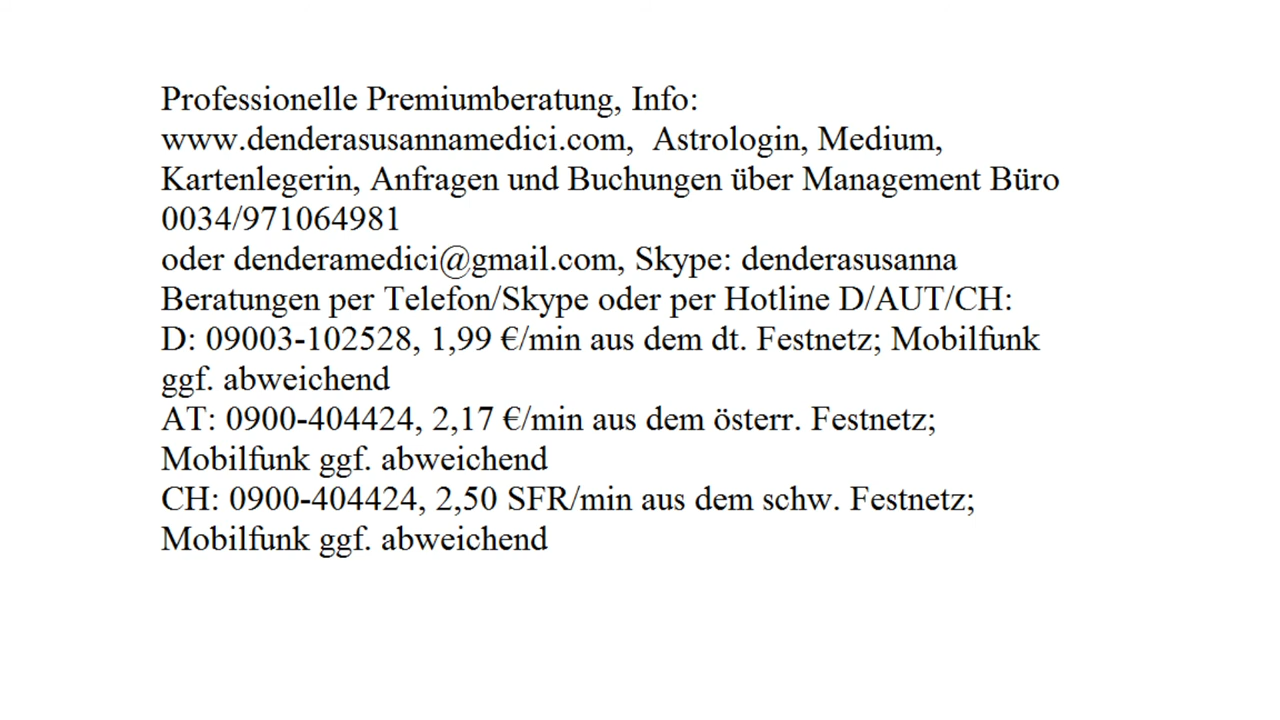 Professionelle Premiumberatung, Info:
www.denderasusannamedici.com,  Astrologin, Medium,
Kartenlegerin, Anfragen und Buchungen über Management Büro
0034/971064981
oder denderamedici@gmail.com, Skype: denderasusanna
Beratungen per Telefon/Skype oder per Hotline D/AUT/CH:
D: 09003-102528, 1,99 €/min aus dem dt. Festnetz; Mobilfunk
ggf. abweichend
AT: 0900-404424, 2,17 €/min aus dem österr. Festnetz;
Mobilfunk ggf. abweichend
CH: 0900-404424, 2,50 SFR/min aus dem schw. Festnetz;
Mobilfunk ggf. abweichend